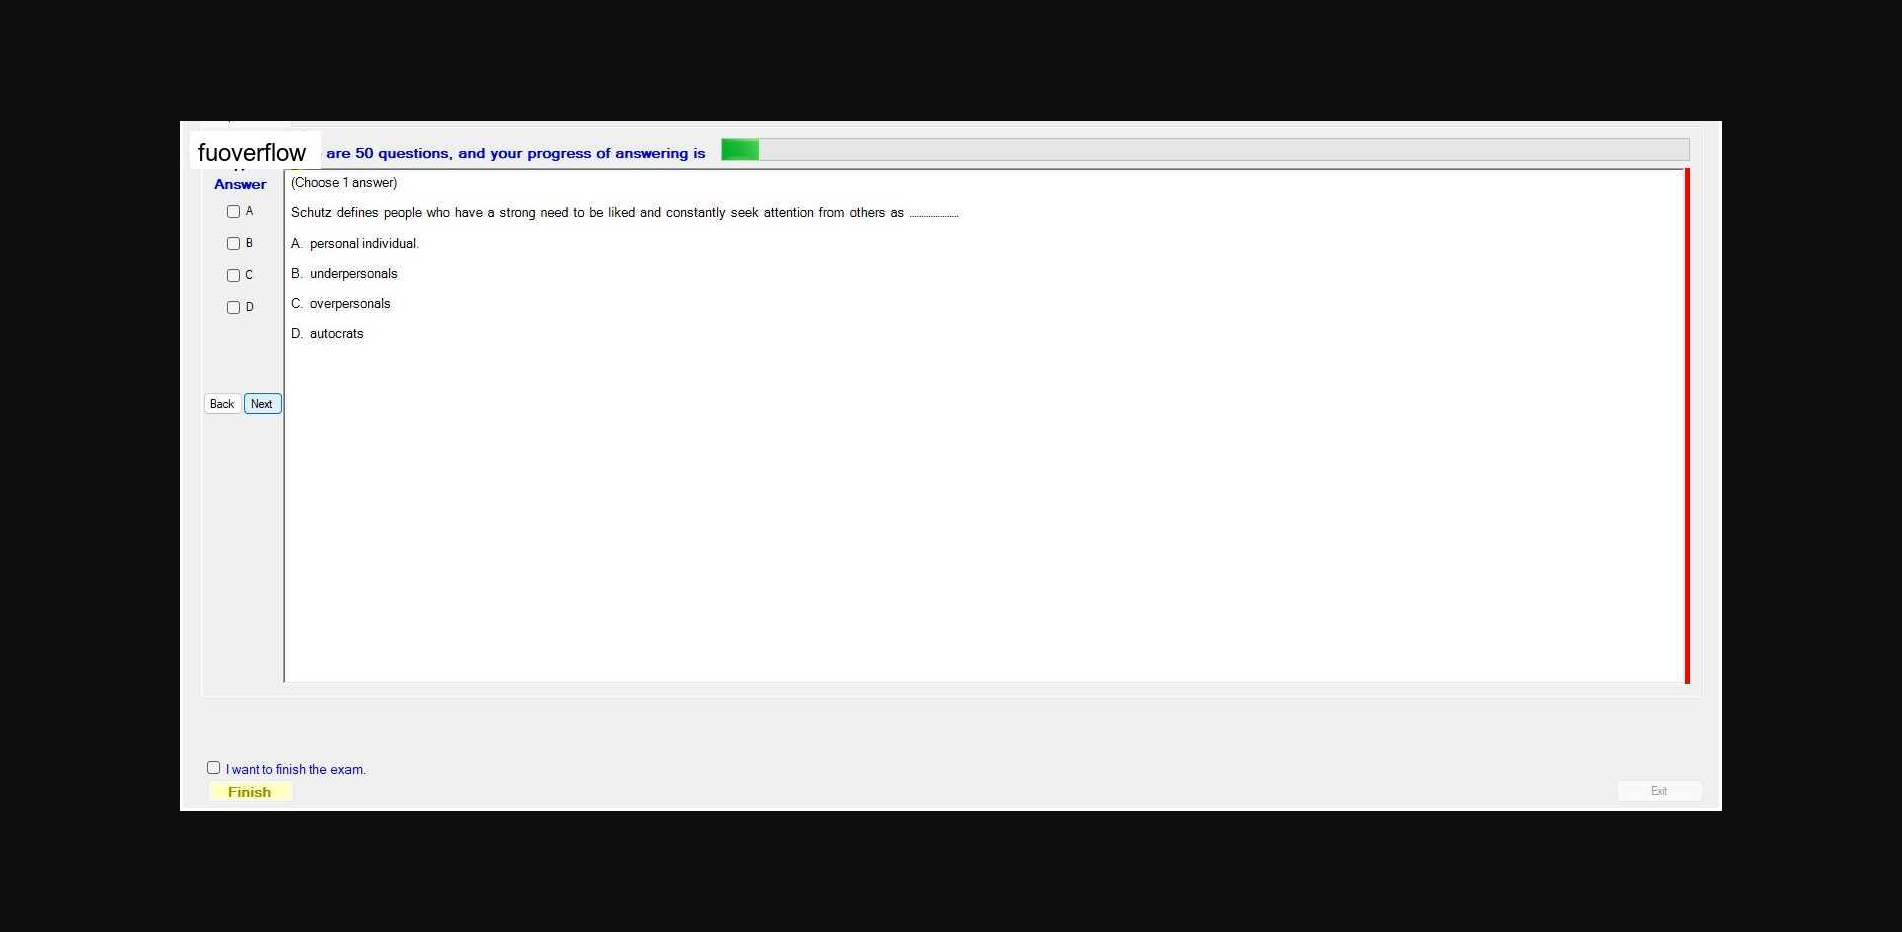 fuoverflow are 50 questions, and your progress of answering is
Answer
(Choose 1 answer)
A
Schutz defines people who have a strong need to be liked and constantly seek attention from others as ....................
B
A. personal individual.
C
B. underpersonals
D
C. overpersonals
D. autocrats
Back Next
I want to finish the exam.
Finish
Exit